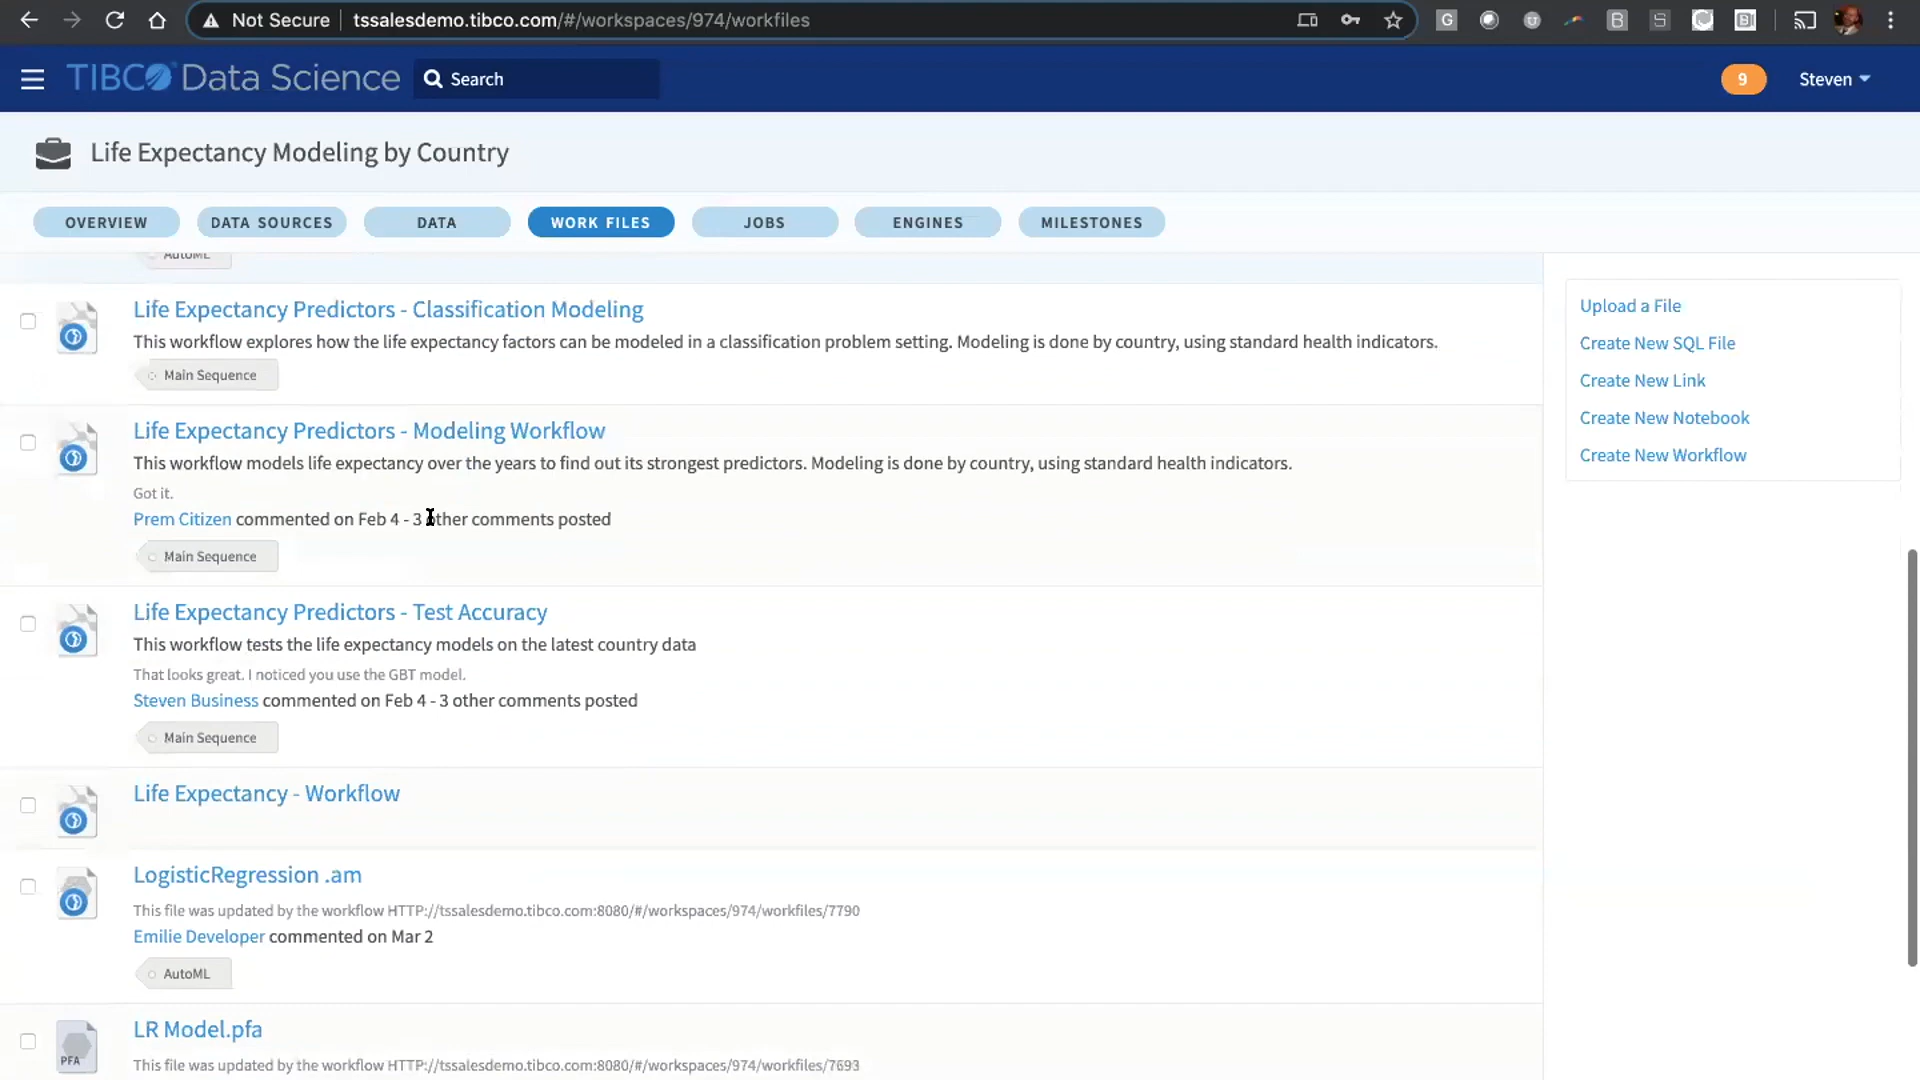 Not Secure tssalesdemo.tibco.com/#/workspaces/974/workfiles
TIBCO Data Science Search 9 Steven
Life Expectancy Modeling by Country
OVERVIEW DATA SOURCES DATA WORK FILES JOBS ENGINES MILESTONES
AutoML
Life Expectancy Predictors - Classification Modeling
This workflow explores how the life expectancy factors can be modeled in a classification problem setting. Modeling is done by country, using standard health indicators.
Main Sequence
Life Expectancy Predictors - Modeling Workflow
This workflow models life expectancy over the years to find out its strongest predictors. Modeling is done by country, using standard health indicators.
Got it.
Prem Citizen commented on Feb 4 - 3 other comments posted
Main Sequence
Life Expectancy Predictors - Test Accuracy
This workflow tests the life expectancy models on the latest country data
That looks great. I noticed you use the GBT model.
Steven Business commented on Feb 4 - 3 other comments posted
Main Sequence
Life Expectancy - Workflow
LogisticRegression .am
This file was updated by the workflow HTTP://tssalesdemo.tibco.com:8080/#/workspaces/974/workfiles/7790
Emilie Developer commented on Mar 2
AutoML
LR Model.pfa
PFA
This file was updated by the workflow HTTP://tssalesdemo.tibco.com:8080/#/workspaces/974/workfiles/7693
Upload a File
Create New SQL File
Create New Link
Create New Notebook
Create New Workflow